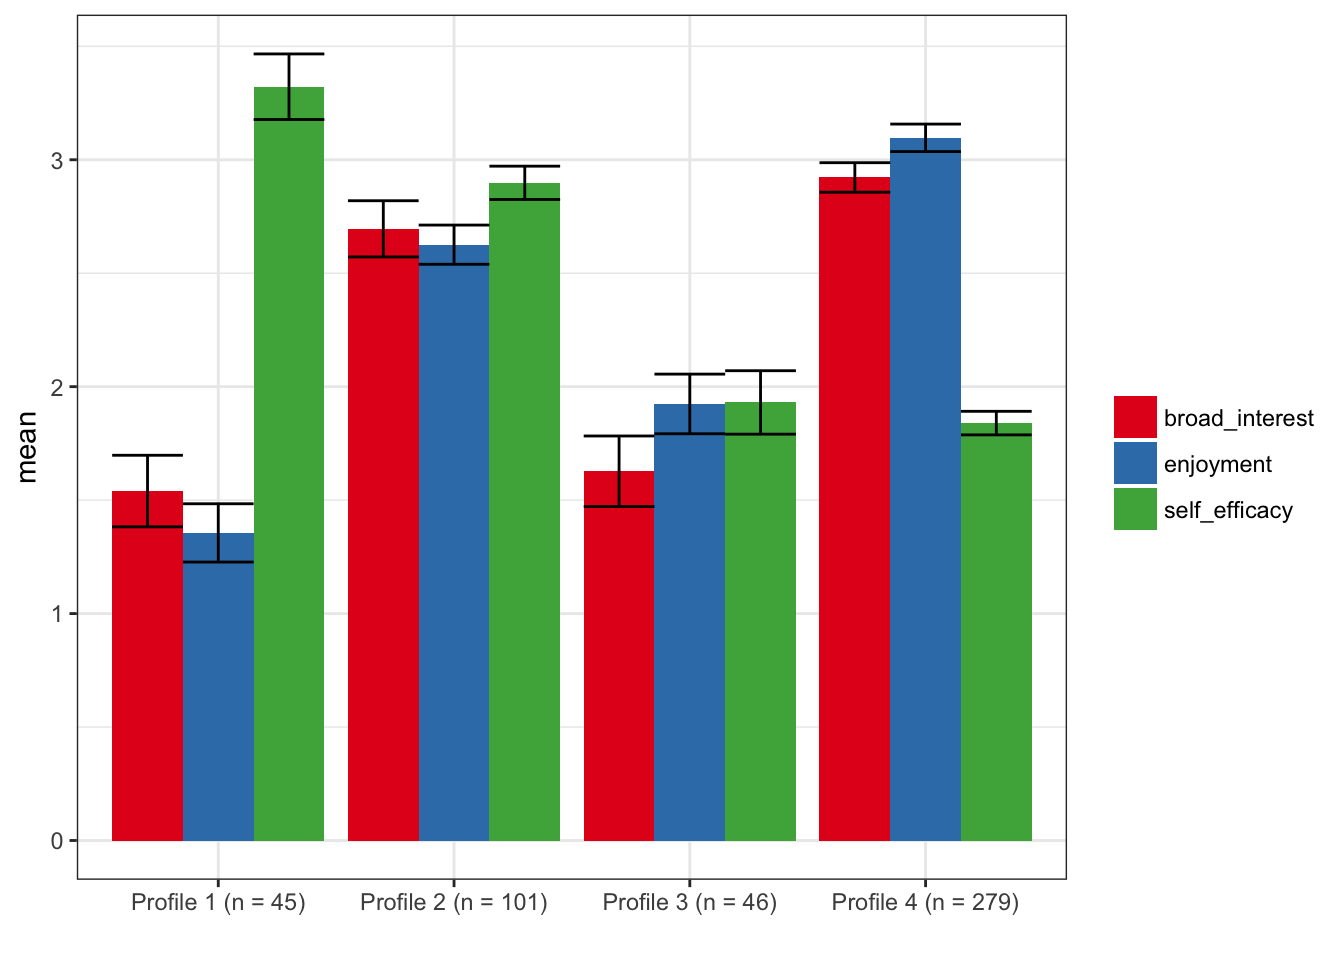 3
2
1
0
mean
Profile 1 (n = 45)
Profile 2 (n = 101)
Profile 3 (n = 46)
Profile 4 (n = 279)
broad_interest
enjoyment
self_efficacy